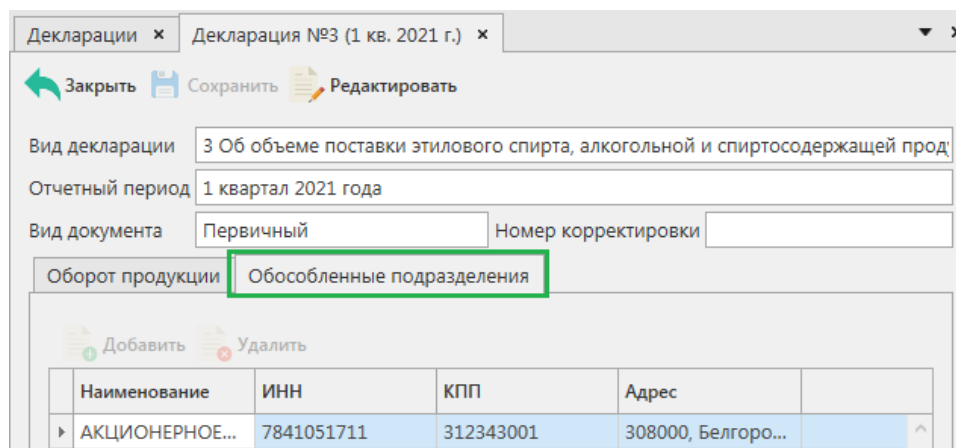 Декларации × Декларация №3 (1 кв. 2021 г.) ×
Закрыть Сохранить Редактировать
Вид декларации 3 Об объеме поставки этилового спирта, алкогольной и спиртосодержащей
Отчетный период 1 квартал 2021 года
Вид документа Первичный Номер корректировки
Оборот продукции Обособленные подразделения
Добавить Удалить
Наименование ИНН КПП Адрес
АКЦИОНЕРНОЕ... 7841051711 312343001 308000, Белгоро...